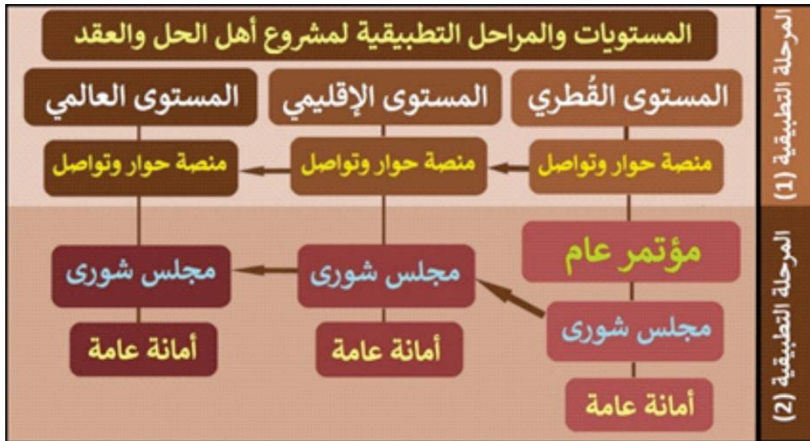 المستويات والمراحل التطبيقية لمشروع أهل الحل والعقد
المرحلة التطبيقية (1)
المستوى القُطري
المستوى الإقليمي
المستوى العالمي
منصة حوار وتواصل
منصة حوار وتواصل
منصة حوار وتواصل
المرحلة التطبيقية (2)
مؤتمر عام
مجلس شورى
مجلس شورى
مجلس شورى
أمانة عامة
أمانة عامة
أمانة عامة